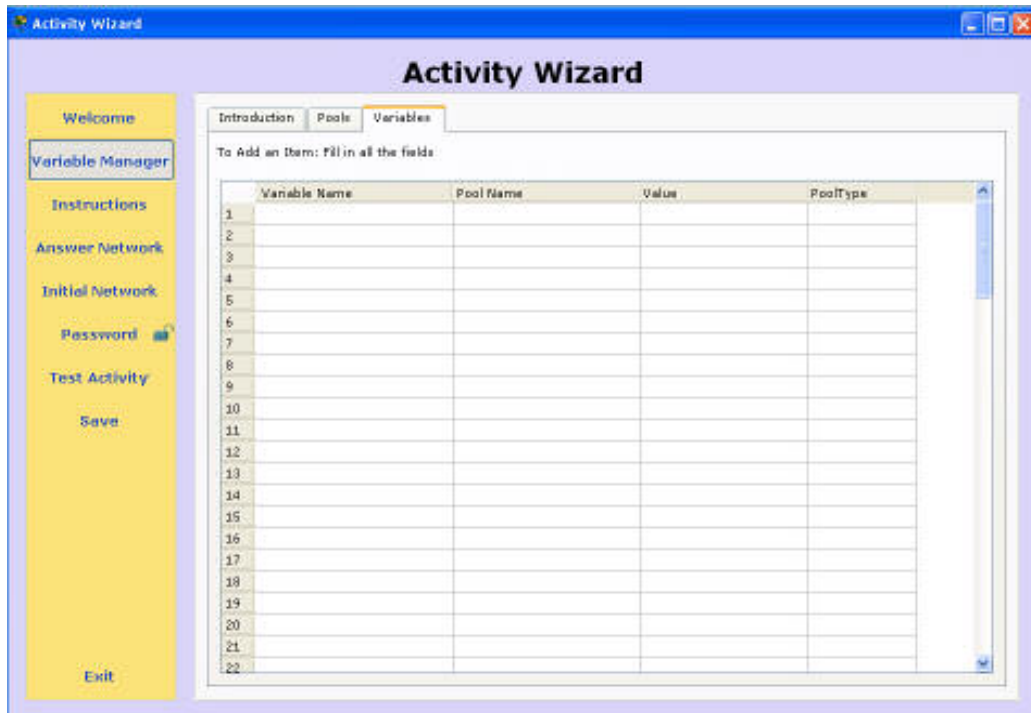 Activity Wizard
Activity Wizard
Welcome
Variable Manager
Instructions
Answer Network
Initial Network
Password
Test Activity
Save
Exit
Introduction Pools Variables
To Add an Item: Fill in all the fields
Variable Name Pool Name Value PoolType
1
2
3
4
5
6
7
8
9
10
11
12
13
14
15
16
17
18
19
20
21
22